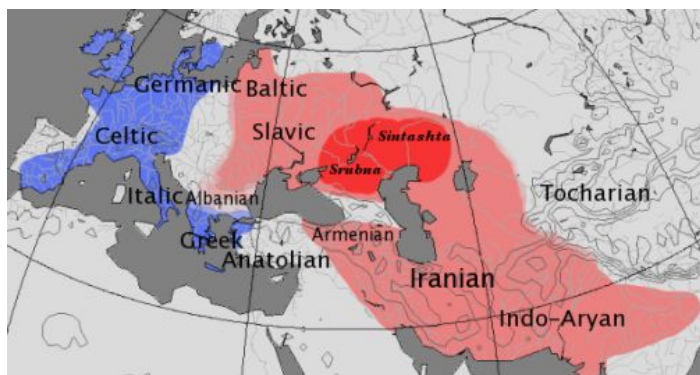 Germanic
Baltic
Celtic
Slavic
Sintashta
Srubna
Italic
Albanian
Tocharian
Greek
Armenian
Anatolian
Iranian
Indo-Aryan